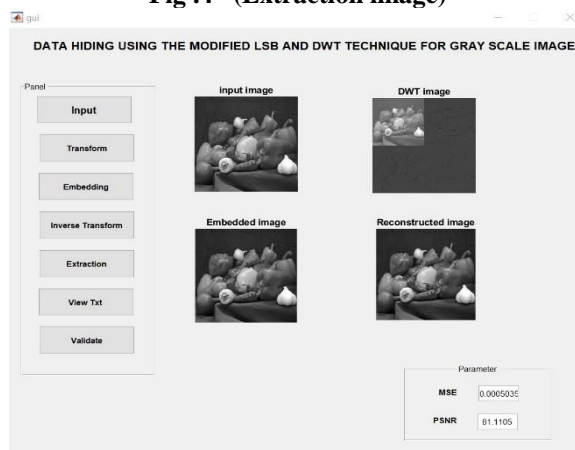 Fig .4 (Extraction image)
gui
DATA HIDING USING THE MODIFIED LSB AND DWT TECHNIQUE FOR GRAY SCALE IMAGE
Panel
Input
Transform
Embedding
Inverse Transform
Extraction
View Txt
Validate
input image
DWT image
Embedded image
Reconstructed image
Parameter
MSE 0.0005035
PSNR 81.1105